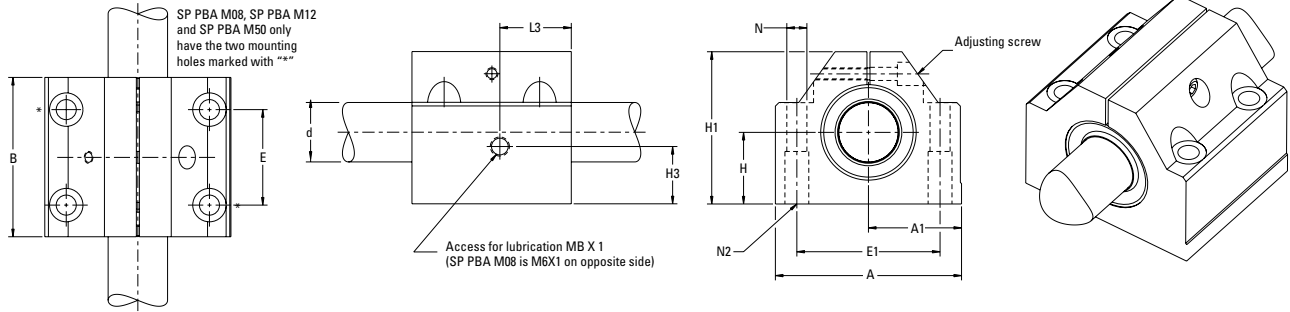 SP PBA M08, SP PBA M12
and SP PBA M50 only
have the two mounting
holes marked with “*”
*
B
E
*
L3
d
H3
Access for lubrication MB X 1
(SP PBA M08 is M6X1 on opposite side)
N
Adjusting screw
H1
H
A1
N2
E1
A